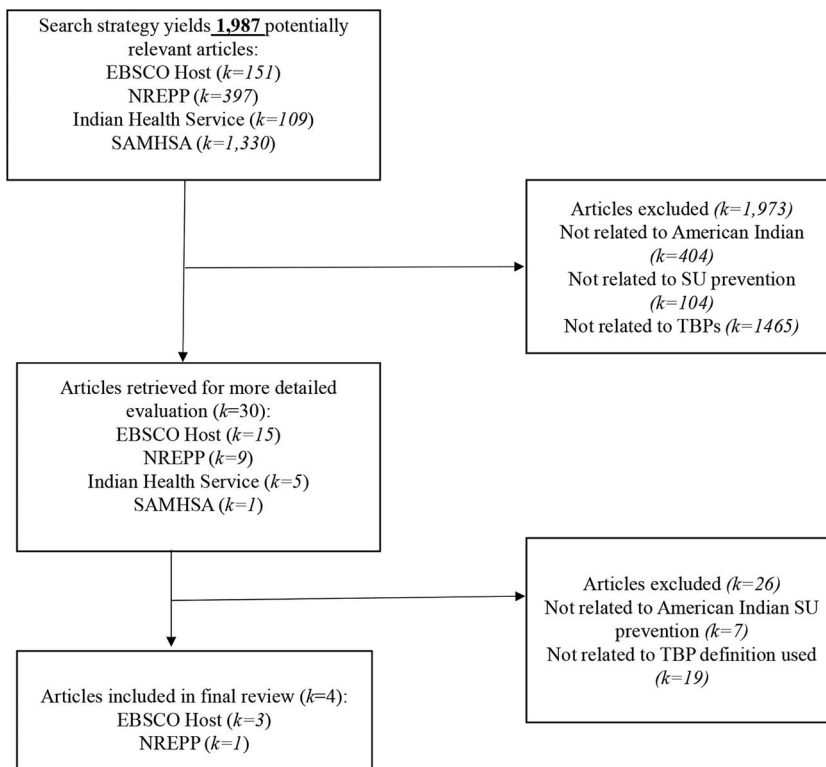 Search strategy yields 1,987 potentially
relevant articles:
EBSCO Host (k=151)
NREPP (k=397)
Indian Health Service (k=109)
SAMHSA (k=1,330)
Articles excluded (k=1,973)
Not related to American Indian
(k=404)
Not related to SU prevention
(k=104)
Not related to TBPs (k=1465)
Articles retrieved for more detailed
evaluation (k=30):
EBSCO Host (k=15)
NREPP (k=9)
Indian Health Service (k=5)
SAMHSA (k=1)
Articles excluded (k=26)
Not related to American Indian SU
prevention (k=7)
Not related to TBP definition used
(k=19)
Articles included in final review (k=4):
EBSCO Host (k=3)
NREPP (k=1)